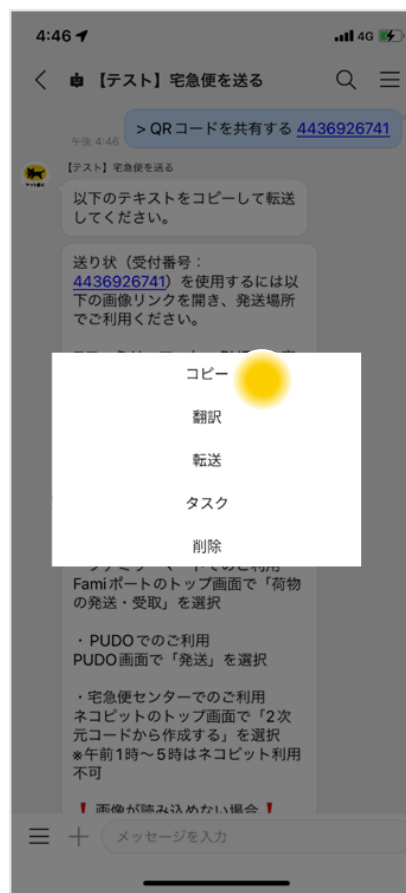 4:46
4G
【テスト】宅急便を送る
> QRコードを共有する 4436926741
午後 4:46
【テスト】宅急便を送る
以下のテキストをコピーして転送
してください。
送り状（受付番号：
4436926741）を使用するには以
下の画像リンクを開き、発送場所
でご利用ください。
コピー
翻訳
転送
タスク
削除
Famiポートのトップ画面で「荷物
の発送・受取」を選択
・PUDOでのご利用
PUDO画面で「発送」を選択
・宅急便センターでのご利用
ネコピットのトップ画面で「2次
元コードから作成する」を選択
※午前1時～5時はネコピット利用
不可
❗画像が読み込めない場合❗
メッセージを入力